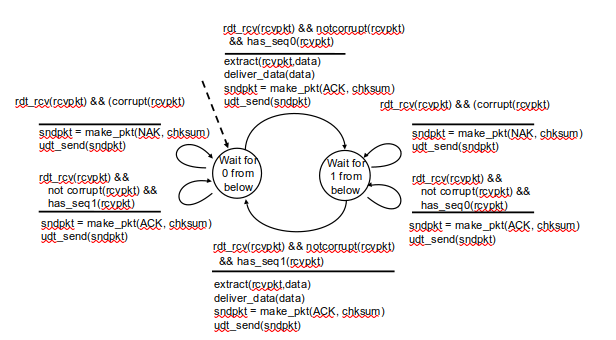 rdt_rcv(rcvpkt) && notcorrupt(rcvpkt)
&& has_seq0(rcvpkt)
extract(rcvpkt,data)
deliver_data(data)
sndpkt = make_pkt(ACK, chksum)
udt_send(sndpkt)
rdt_rcv(rcvpkt) && (corrupt(rcvpkt)
sndpkt = make_pkt(NAK, chksum)
udt_send(sndpkt)
rdt_rcv(rcvpkt) &&
not corrupt(rcvpkt) &&
has_seq1(rcvpkt)
sndpkt = make_pkt(ACK, chksum)
udt_send(sndpkt)
Wait for
0 from
below
Wait for
1 from
below
rdt_rcv(rcvpkt) && (corrupt(rcvpkt)
sndpkt = make_pkt(NAK, chksum)
udt_send(sndpkt)
rdt_rcv(rcvpkt) &&
not corrupt(rcvpkt) &&
has_seq0(rcvpkt)
sndpkt = make_pkt(ACK, chksum)
udt_send(sndpkt)
rdt_rcv(rcvpkt) && notcorrupt(rcvpkt)
&& has_seq1(rcvpkt)
extract(rcvpkt,data)
deliver_data(data)
sndpkt = make_pkt(ACK, chksum)
udt_send(sndpkt)